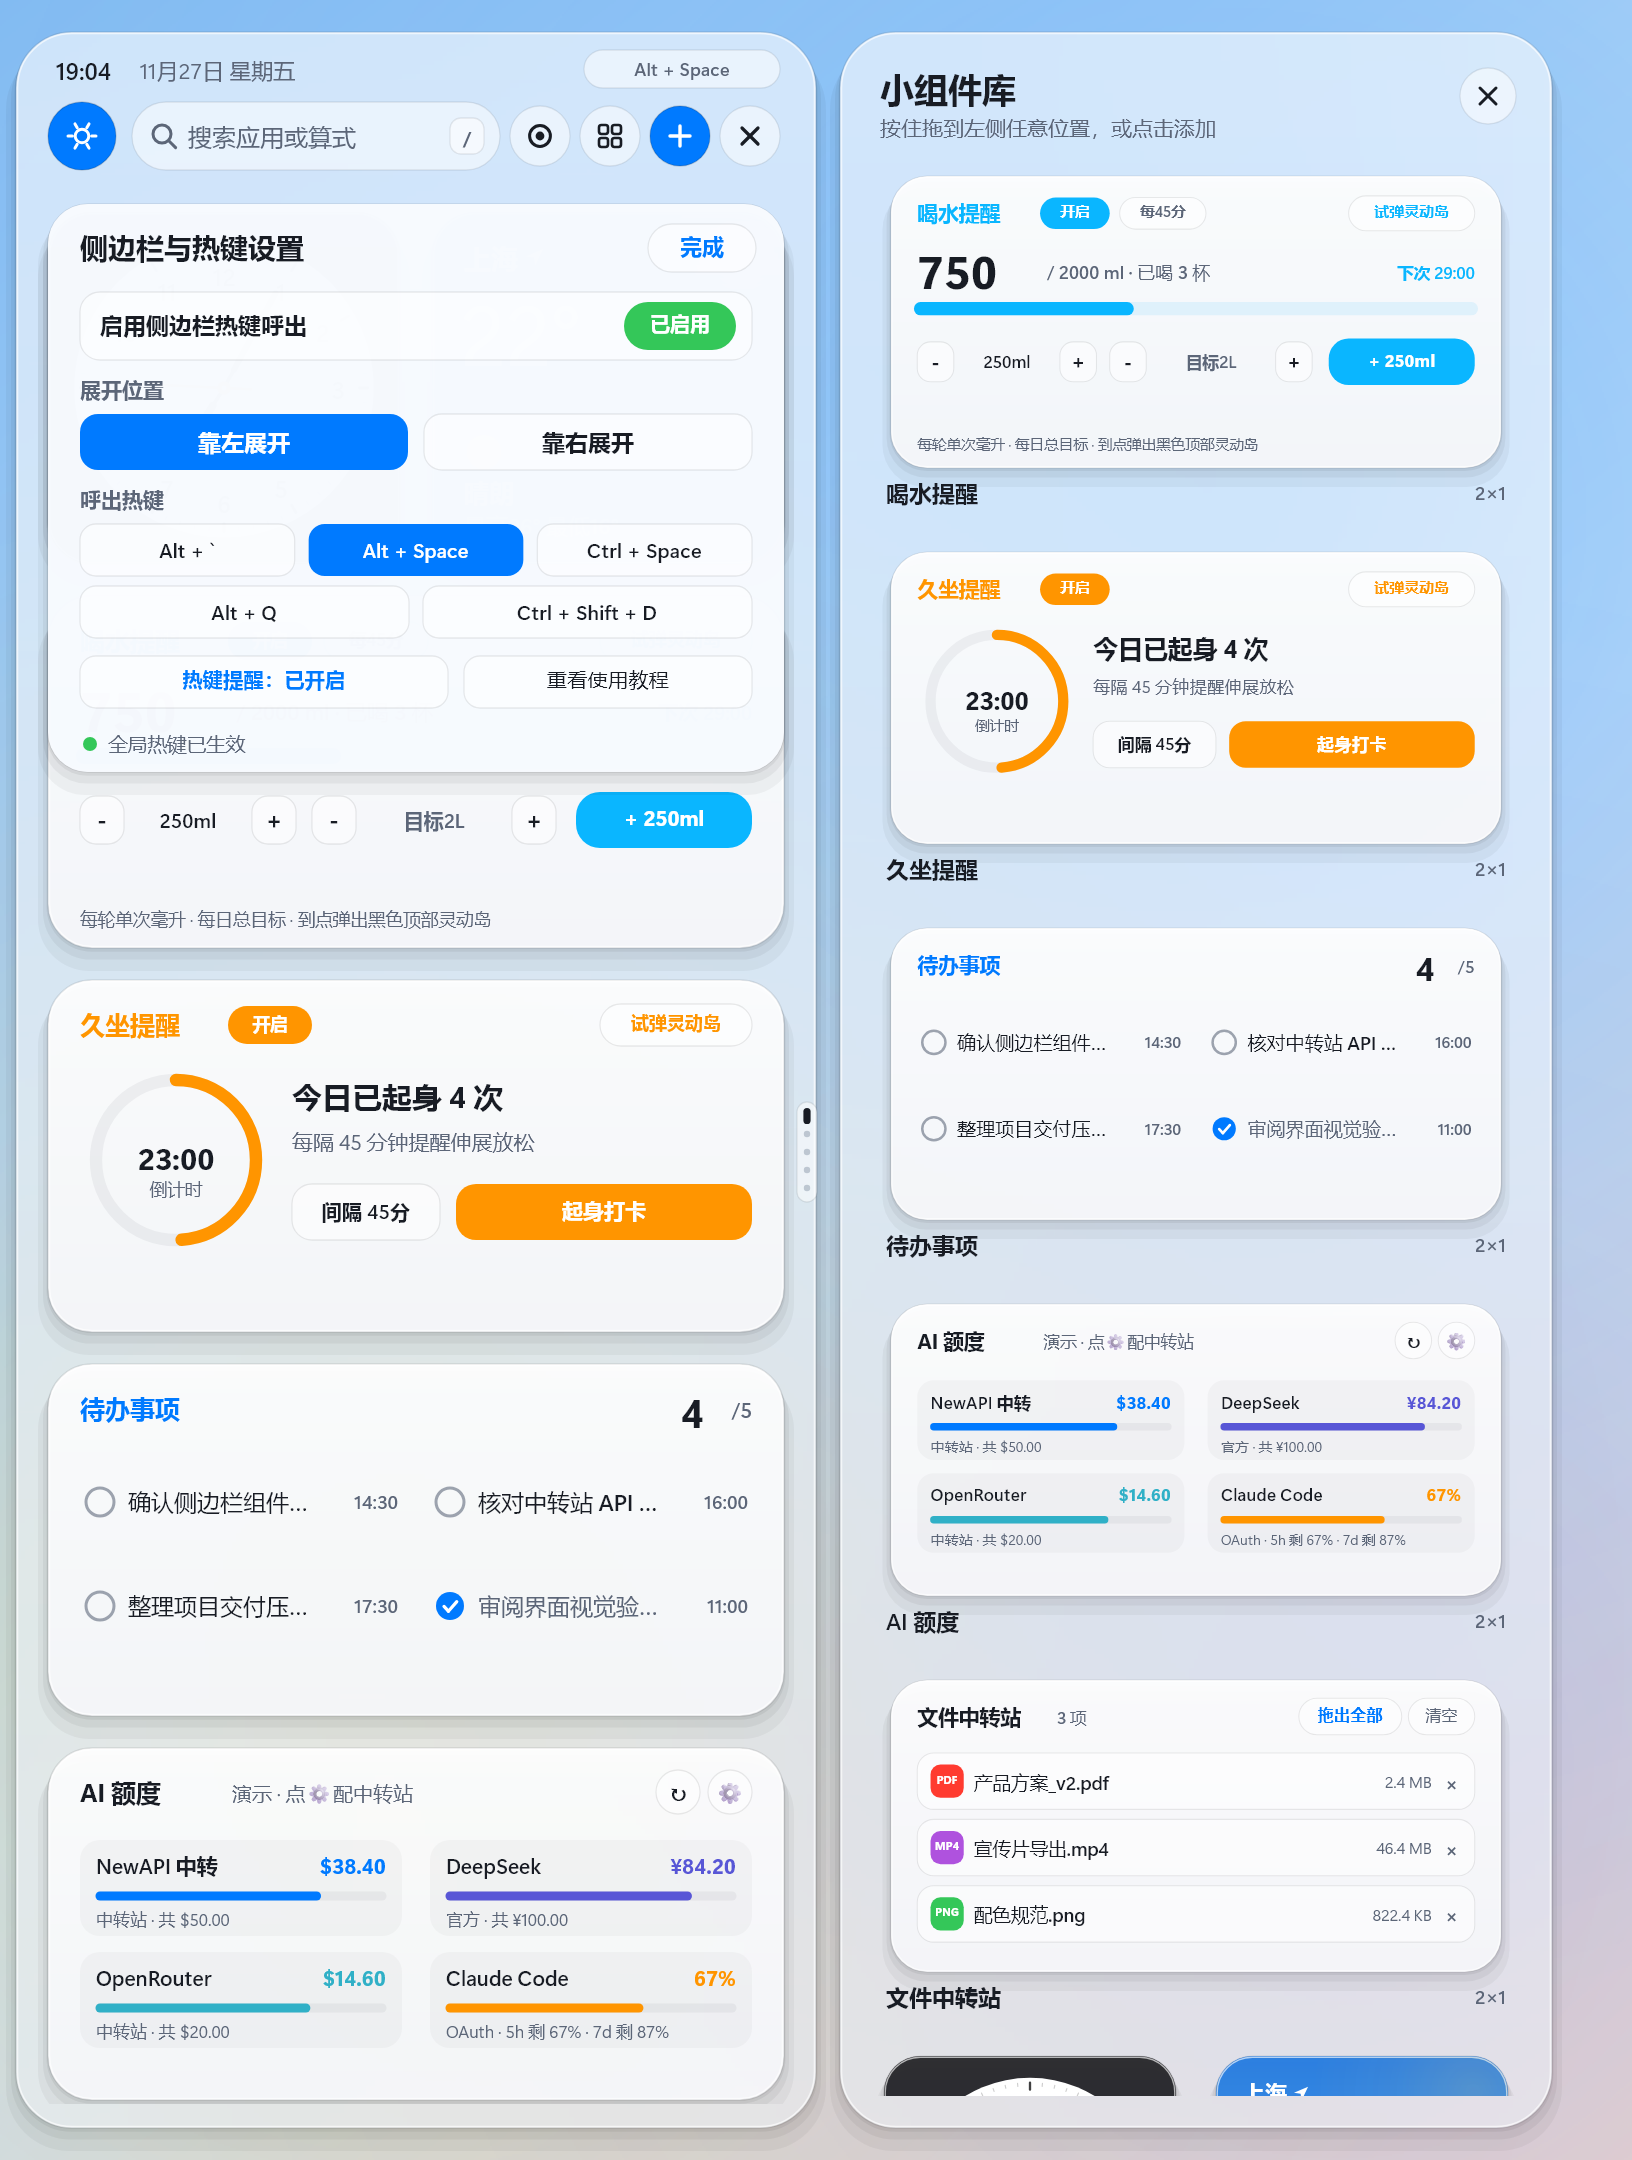 19:04
11月27日 星期五
Alt + Space
搜索应用或算式
/
侧边栏与热键设置
完成
启用侧边栏热键呼出
已启用
展开位置
靠左展开
靠右展开
呼出热键
Alt + `
Alt + Space
Ctrl + Space
Alt + Q
Ctrl + Shift + D
热键提醒：已开启
重看使用教程
750
全局热键已生效
-
250ml
+
-
目标2L
+
+ 250ml
每轮单次毫升 · 每日总目标 · 到点弹出黑色顶部灵动岛
久坐提醒
开启
试弹灵动岛
23:00
倒计时
今日已起身 4 次
每隔 45 分钟提醒伸展放松
间隔 45分
起身打卡
待办事项
4
/5
确认侧边栏组件...
14:30
核对中转站 API ...
16:00
整理项目交付压...
17:30
审阅界面视觉验...
11:00
AI 额度
演示 · 点⚙️配中转站
↻
NewAPI 中转
$38.40
中转站 · 共 $50.00
DeepSeek
¥84.20
官方 · 共 ¥100.00
OpenRouter
$14.60
中转站 · 共 $20.00
Claude Code
67%
OAuth · 5h 剩 67% · 7d 剩 87%
小组件库
按住拖到左侧任意位置，或点击添加
喝水提醒
开启
每45分
试弹灵动岛
750
/ 2000 ml · 已喝 3 杯
下次 29:00
-
250ml
+
-
目标2L
+
+ 250ml
每轮单次毫升 · 每日总目标 · 到点弹出黑色顶部灵动岛
喝水提醒
2×1
久坐提醒
开启
试弹灵动岛
23:00
倒计时
今日已起身 4 次
每隔 45 分钟提醒伸展放松
间隔 45分
起身打卡
久坐提醒
2×1
待办事项
4
/5
确认侧边栏组件...
14:30
核对中转站 API ...
16:00
整理项目交付压...
17:30
审阅界面视觉验...
11:00
待办事项
2×1
AI 额度
演示 · 点⚙️配中转站
↻
NewAPI 中转
$38.40
中转站 · 共 $50.00
DeepSeek
¥84.20
官方 · 共 ¥100.00
OpenRouter
$14.60
中转站 · 共 $20.00
Claude Code
67%
OAuth · 5h 剩 67% · 7d 剩 87%
AI 额度
2×1
文件中转站
3 项
拖出全部
清空
PDF
产品方案_v2.pdf
2.4 MB
×
MP4
宣传片导出.mp4
46.4 MB
×
PNG
配色规范.png
822.4 KB
×
文件中转站
2×1
上海